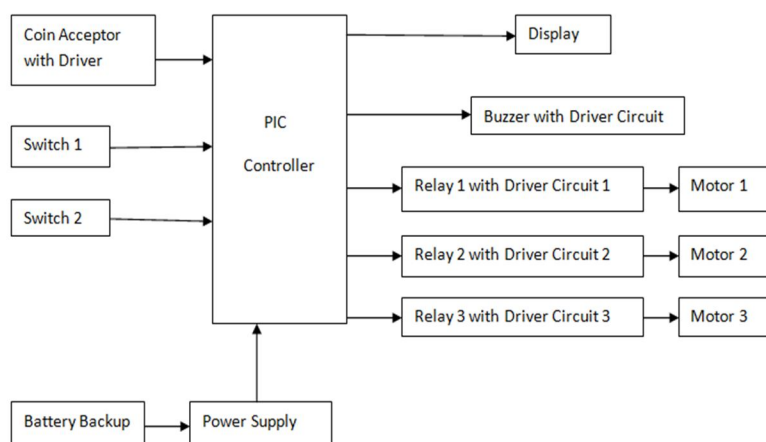 Coin Acceptor
with Driver
Display
PIC
Controller
Buzzer with Driver Circuit
Switch 1
Relay 1 with Driver Circuit 1
Motor 1
Switch 2
Relay 2 with Driver Circuit 2
Motor 2
Relay 3 with Driver Circuit 3
Motor 3
Battery Backup
Power Supply